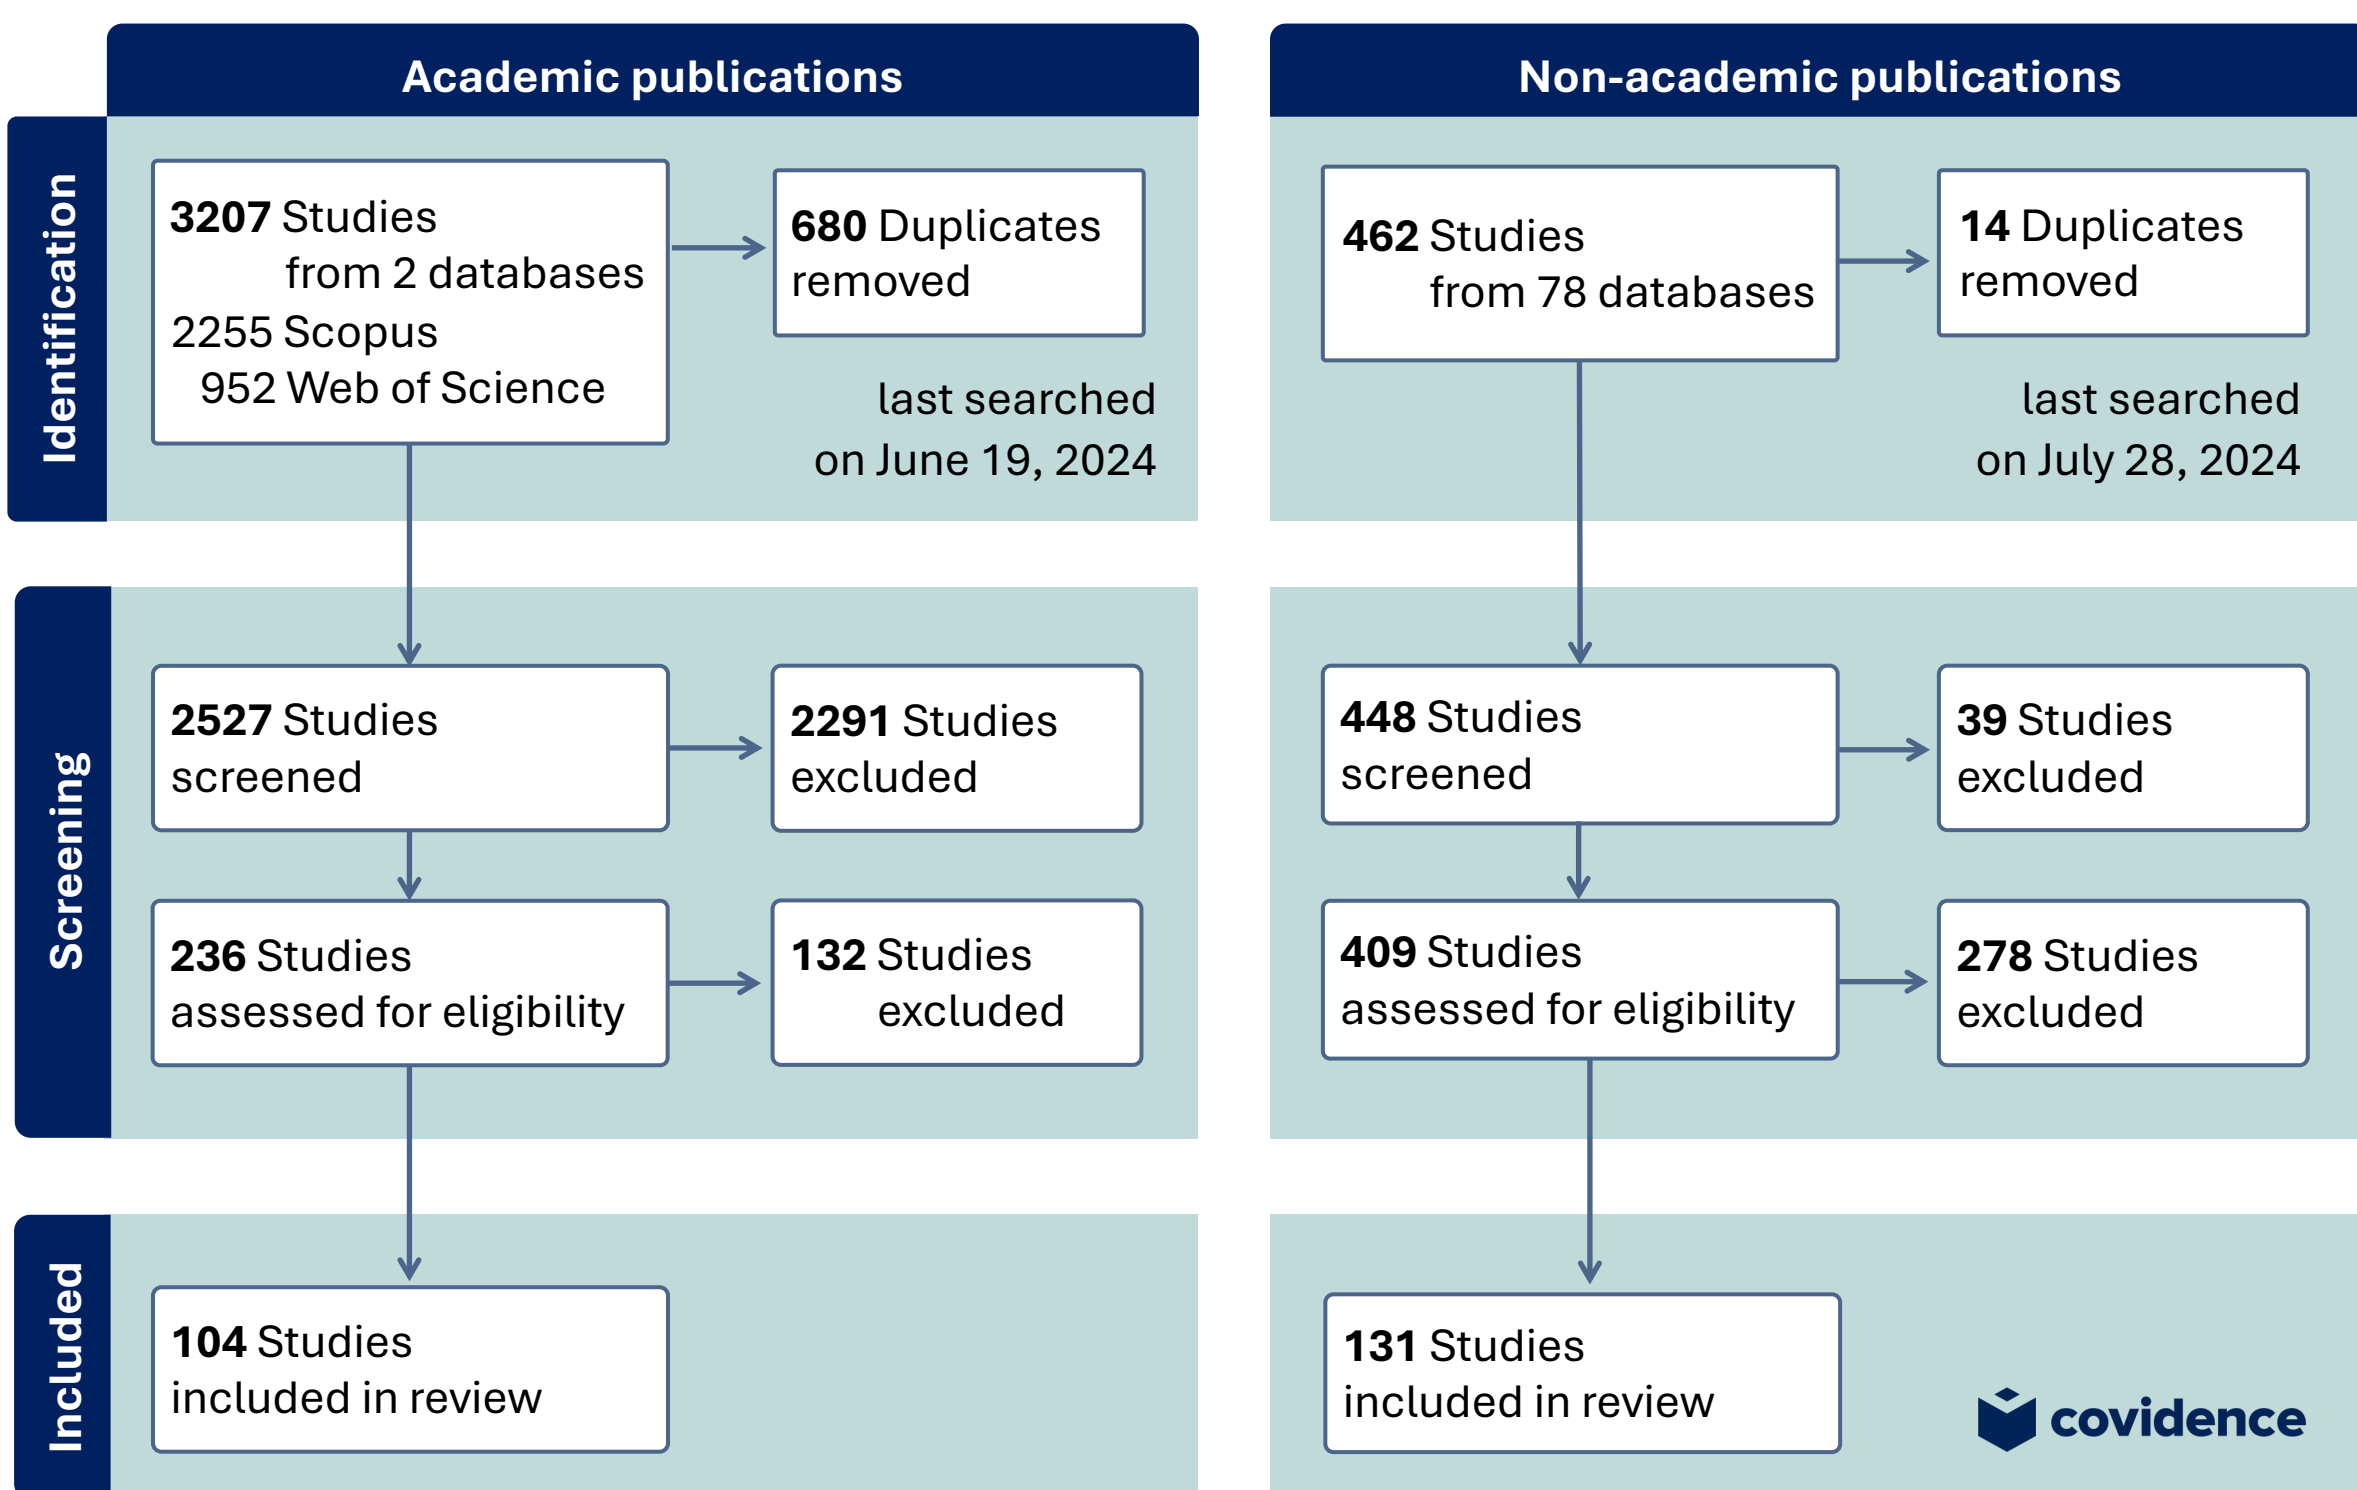 Academic publications
Identification
3207 Studies
from 2 databases
2255 Scopus
952 Web of Science
680 Duplicates
removed
last searched
on June 19, 2024
Screening
2527 Studies
screened
2291 Studies
excluded
236 Studies
assessed for eligibility
132 Studies
excluded
Included
104 Studies
included in review
Non-academic publications
462 Studies
from 78 databases
14 Duplicates
removed
last searched
on July 28, 2024
448 Studies
screened
39 Studies
excluded
409 Studies
assessed for eligibility
278 Studies
excluded
131 Studies
included in review
covidence